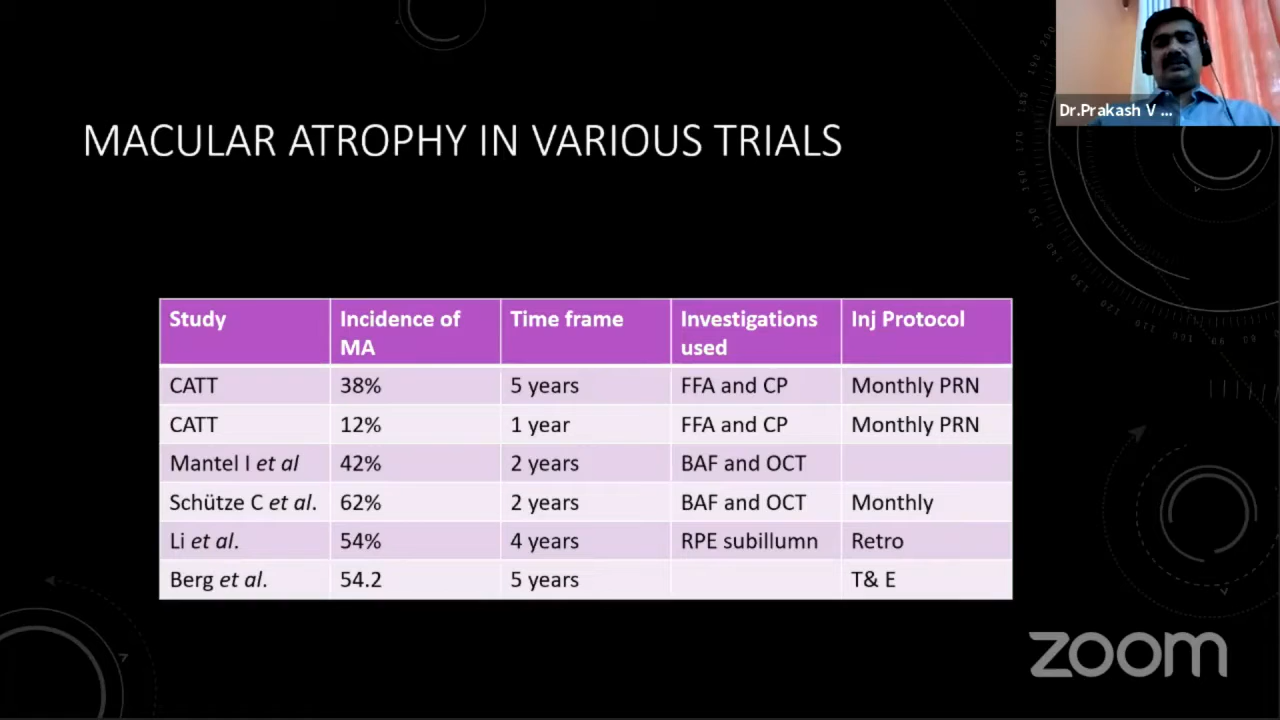 Dr.Prakash V ...
MACULAR ATROPHY IN VARIOUS TRIALS
Study Incidence of MA Time frame Investigations used Inj Protocol
CATT 38% 5 years FFA and CP Monthly PRN
CATT 12% 1 year FFA and CP Monthly PRN
Mantel I et al 42% 2 years BAF and OCT
Schütze C et al. 62% 2 years BAF and OCT Monthly
Li et al. 54% 4 years RPE subillumn Retro
Berg et al. 54.2 5 years T& E
zoom